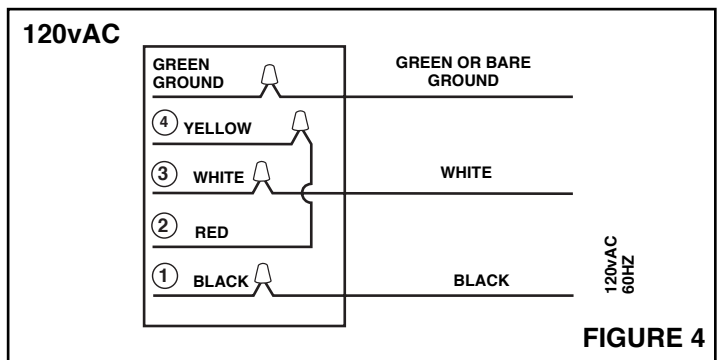 120vAC
GREEN
GROUND
GREEN OR BARE
GROUND
4 YELLOW
3 WHITE
WHITE
2 RED
1 BLACK
BLACK
120vAC
60HZ
FIGURE 4